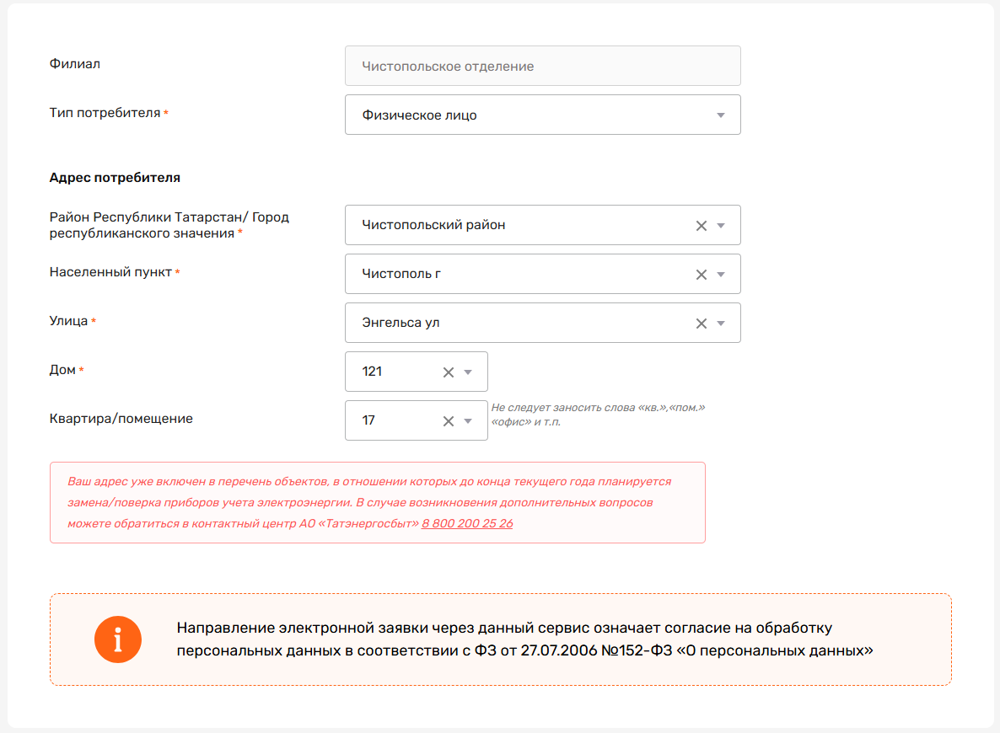 Филиал
Чистопольское отделение
Тип потребителя *
Физическое лицо
Адрес потребителя
Район Республики Татарстан/ Город
республиканского значения *
Чистопольский район
Населенный пункт *
Чистополь г
Улица *
Энгельса ул
Дом *
121
Квартира/помещение
17
Не следует заносить слова «кв.»,«пом.»
«офис» и т.п.
Ваш адрес уже включен в перечень объектов, в отношении которых до конца текущего года планируется
замена/поверка приборов учета электроэнергии. В случае возникновения дополнительных вопросов
можете обратиться в контактный центр АО «Татэнергосбыт» 8 800 200 25 26
Направление электронной заявки через данный сервис означает согласие на обработку
персональных данных в соответствии с ФЗ от 27.07.2006 №152-ФЗ «О персональных данных»